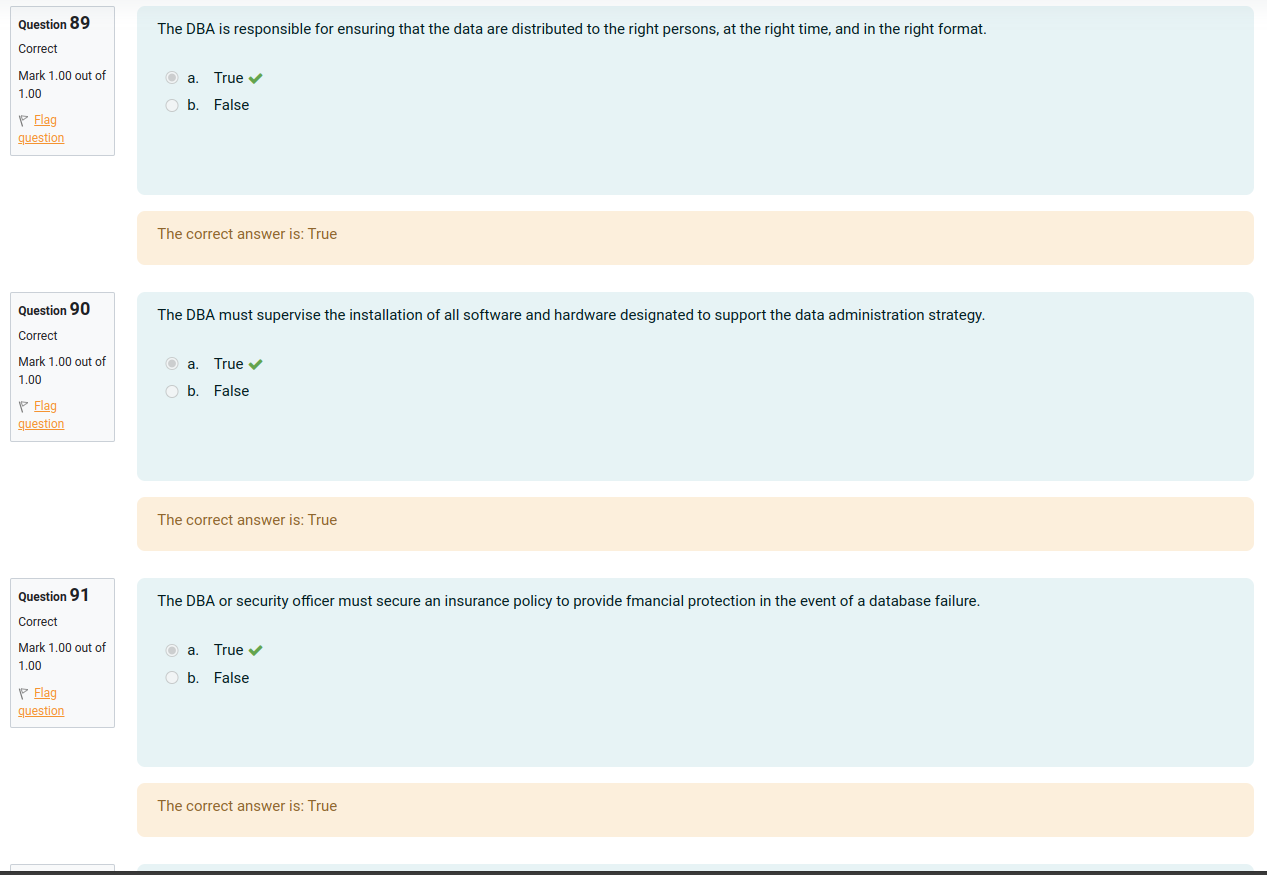 Question 89
Correct
Mark 1.00 out of
1.00
Flag
question
The DBA is responsible for ensuring that the data are distributed to the right persons, at the right time, and in the right format.
a. True
b. False
The correct answer is: True
Question 90
Correct
Mark 1.00 out of
1.00
Flag
question
The DBA must supervise the installation of all software and hardware designated to support the data administration strategy.
a. True
b. False
The correct answer is: True
Question 91
Correct
Mark 1.00 out of
1.00
Flag
question
The DBA or security officer must secure an insurance policy to provide fmancial protection in the event of a database failure.
a. True
b. False
The correct answer is: True